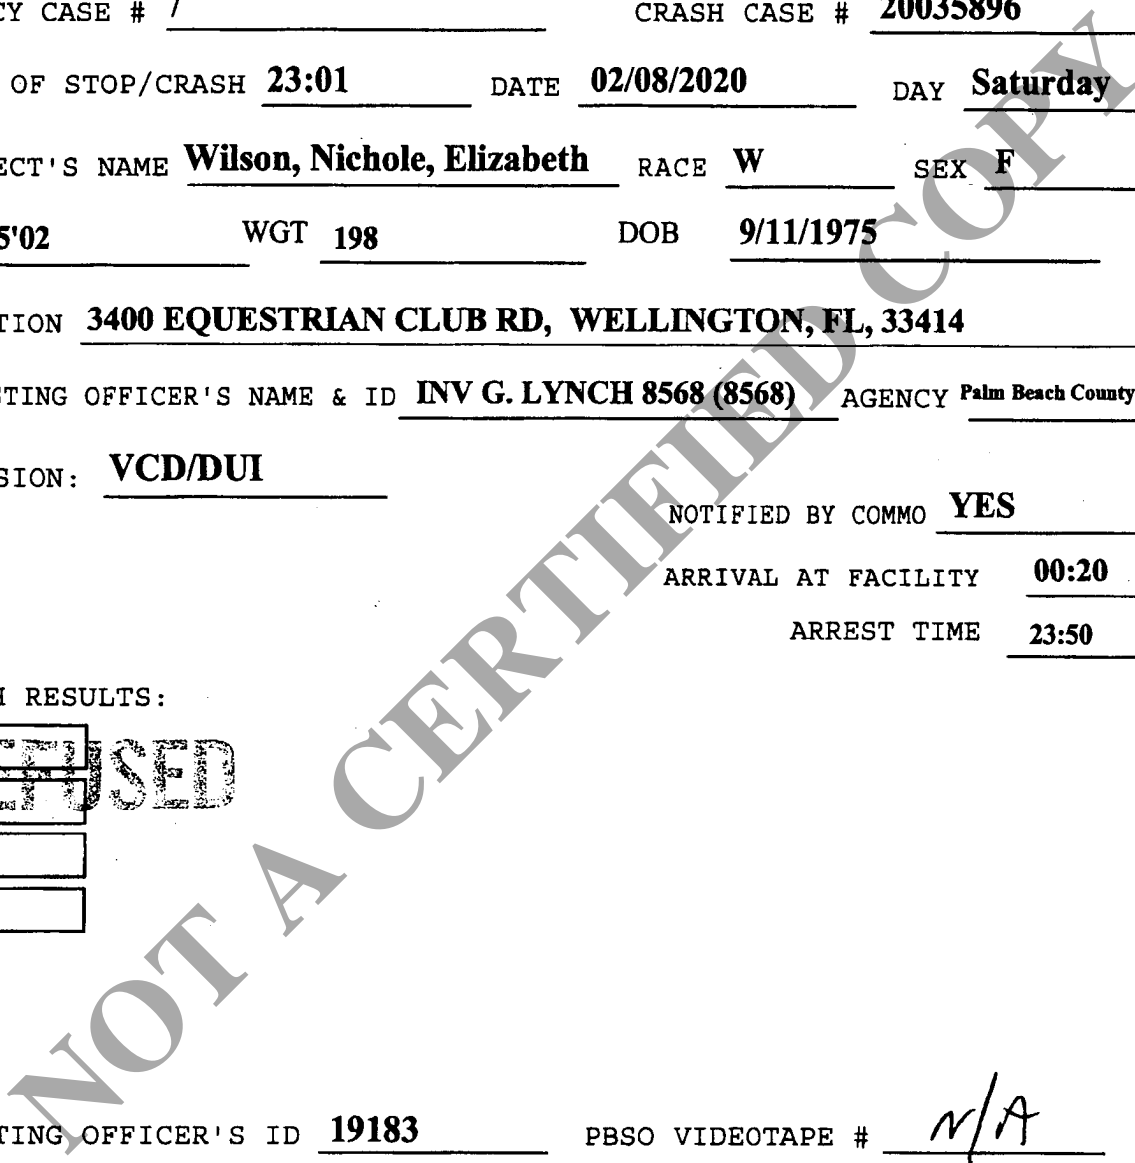 CY CASE # / CRASH CASE # 20035896
OF STOP/CRASH 23:01 DATE 02/08/2020 DAY Saturday
ECT'S NAME Wilson, Nichole, Elizabeth RACE W SEX F
5'02 WGT 198 DOB 9/11/1975
TION 3400 EQUESTRIAN CLUB RD, WELLINGTON, FL, 33414
TING OFFICER'S NAME & ID INV G. LYNCH 8568 (8568) AGENCY Palm Beach County
SION: VCD/DUI
NOTIFIED BY COMMO YES
ARRIVAL AT FACILITY 00:20
ARREST TIME 23:50
H RESULTS:
EFUSED
NOT A CERTIFIED COPY
TING OFFICER'S ID 19183 PBSO VIDEOTAPE # N/A